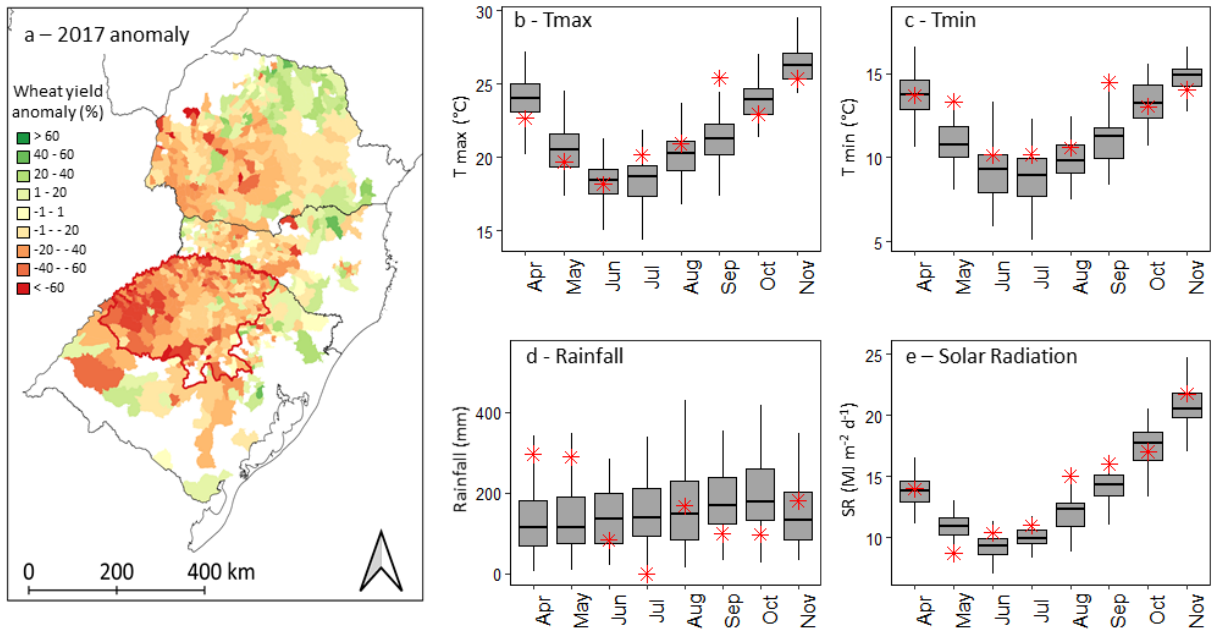 a – 2017 anomaly
Wheat yield
anomaly (%)
> 60
40 - 60
20 - 40
1 - 20
-1 - 1
-1 - - 20
-20 - - 40
-40 - -60
< -60
0 200 400 km
b - Tmax
T max (°C)
30
25
20
15
Apr
May
Jun
Jul
Aug
Sep
Oct
Nov
c - Tmin
T min (°C)
15
10
5
Apr
May
Jun
Jul
Aug
Sep
Oct
Nov
d - Rainfall
Rainfall (mm)
400
200
0
Apr
May
Jun
Jul
Aug
Sep
Oct
Nov
e – Solar Radiation
SR (MJ m⁻² d⁻¹)
25
20
15
10
Apr
May
Jun
Jul
Aug
Sep
Oct
Nov